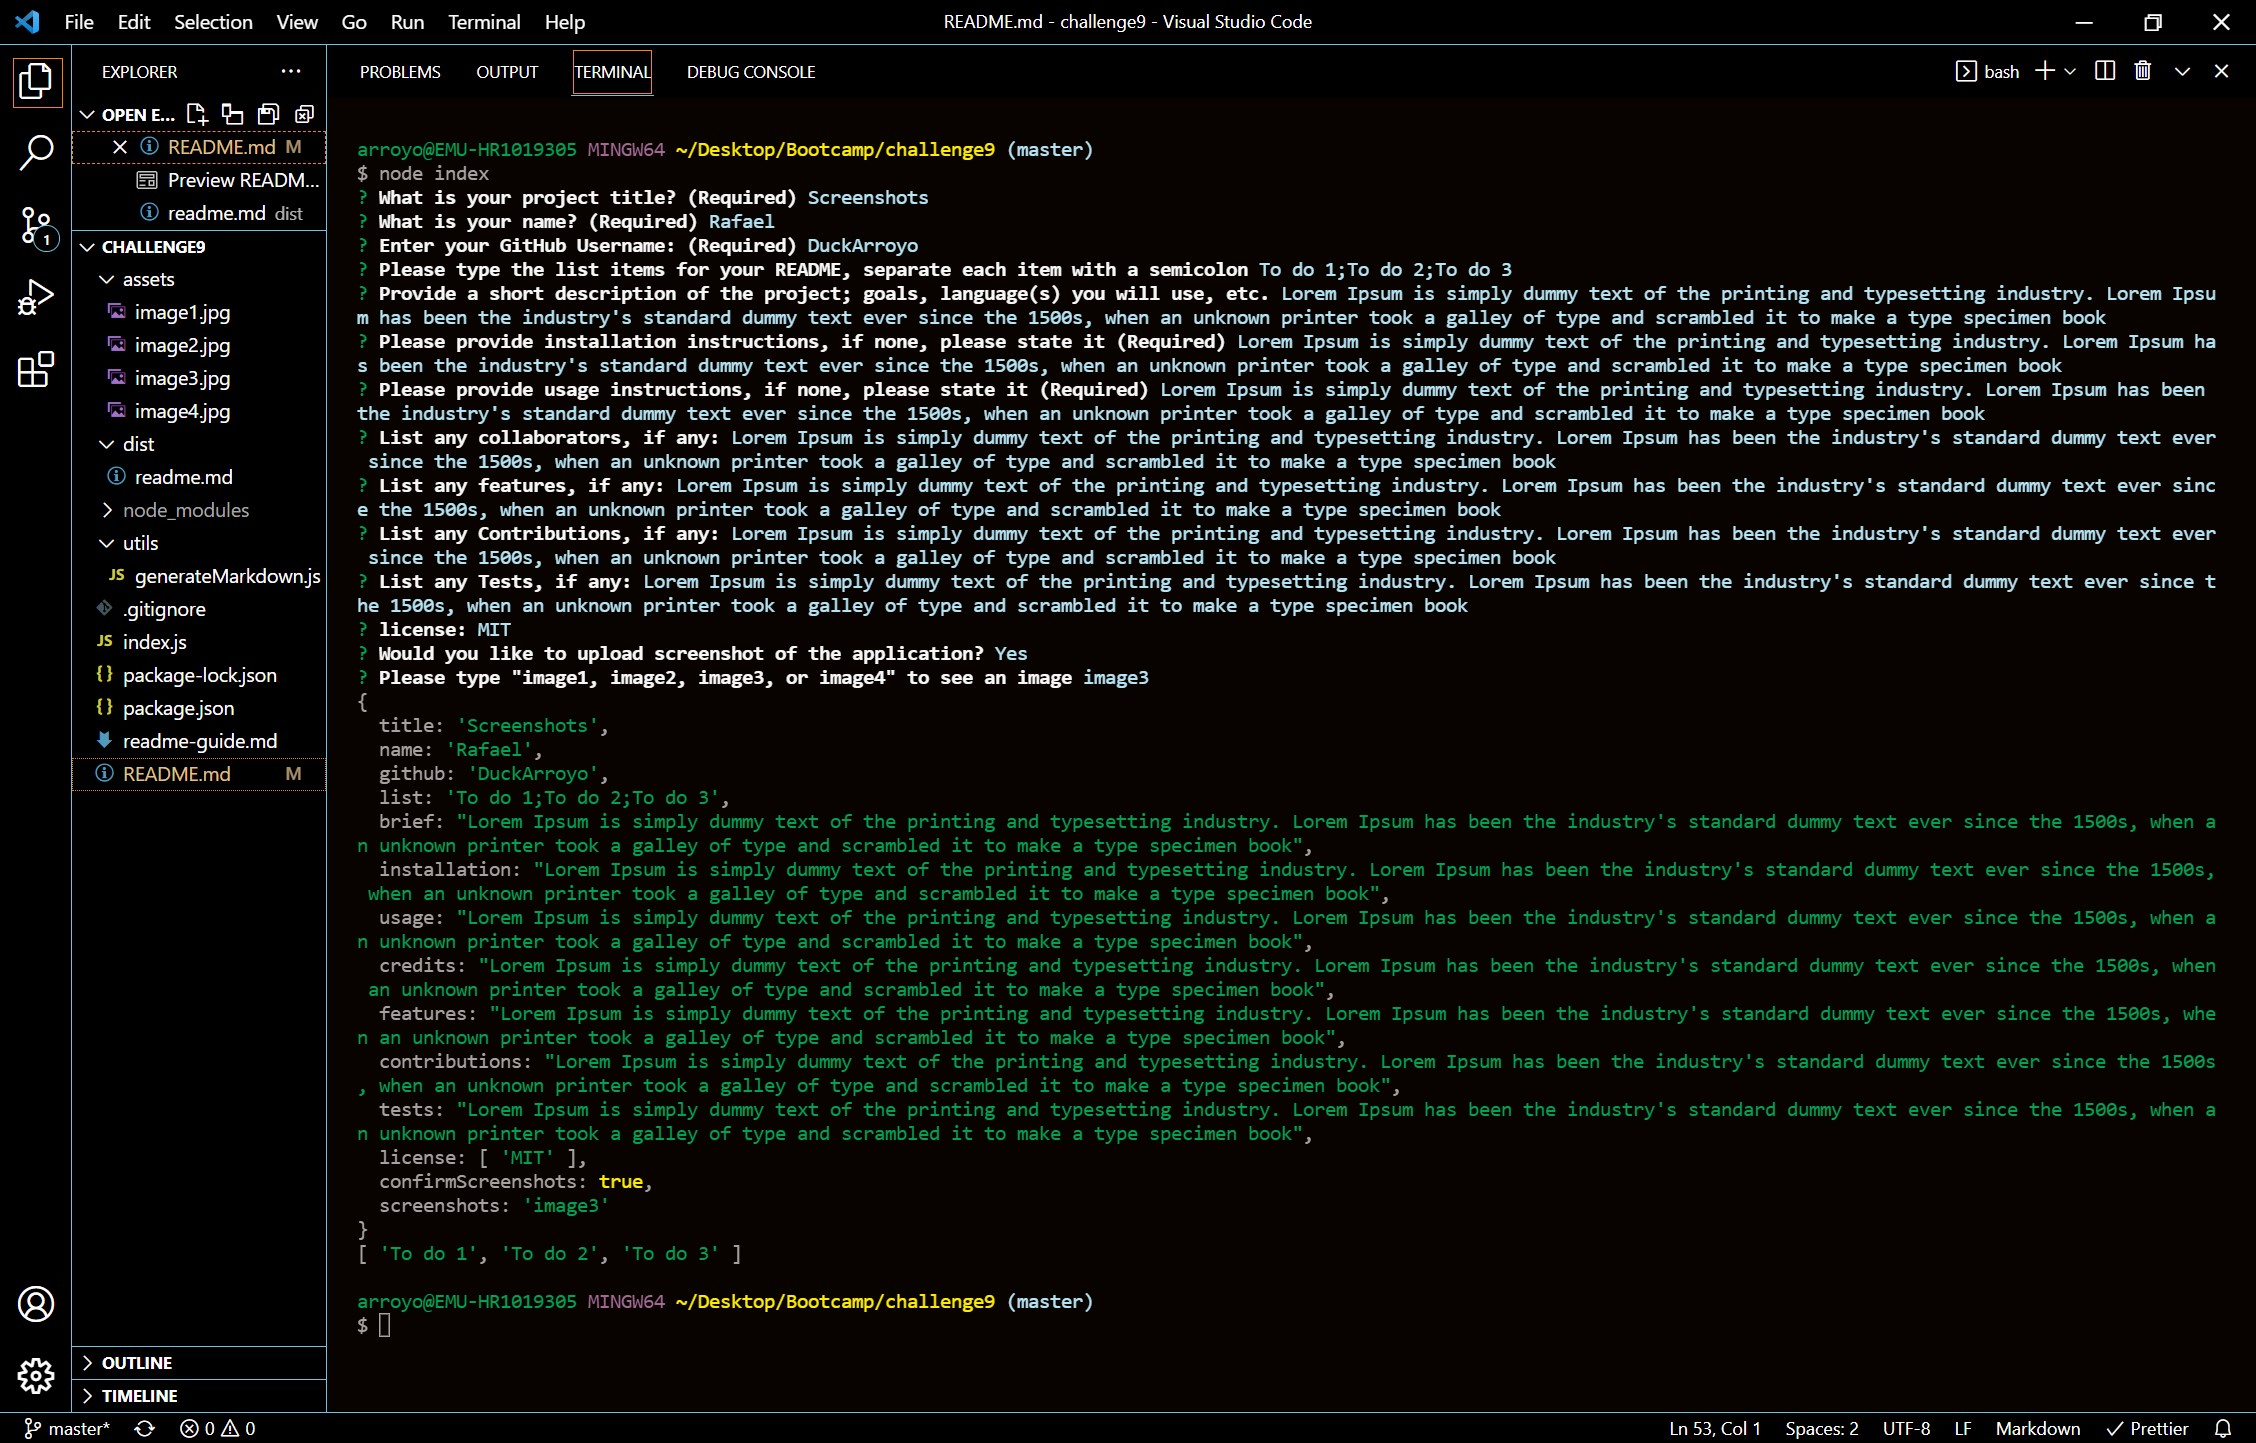 File Edit Selection View Go Run Terminal Help
README.md - challenge9 - Visual Studio Code
EXPLORER
OPEN E...
README.md M
Preview READM...
readme.md dist
CHALLENGE9
assets
image1.jpg
image2.jpg
image3.jpg
image4.jpg
dist
readme.md
node_modules
utils
JS generateMarkdown.js
.gitignore
JS index.js
{} package-lock.json
{} package.json
readme-guide.md
README.md M
OUTLINE
TIMELINE
1
PROBLEMS OUTPUT TERMINAL DEBUG CONSOLE
bash
arroyo@EMU-HR1019305 MINGW64 ~/Desktop/Bootcamp/challenge9 (master)
$ node index
? What is your project title? (Required) Screenshots
? What is your name? (Required) Rafael
? Enter your GitHub Username: (Required) DuckArroyo
? Please type the list items for your README, separate each item with a semicolon To do 1;To do 2;To do 3
? Provide a short description of the project; goals, language(s) you will use, etc. Lorem Ipsum is simply dummy text of the printing and typesetting industry. Lorem Ipsu
m has been the industry's standard dummy text ever since the 1500s, when an unknown printer took a galley of type and scrambled it to make a type specimen book
? Please provide installation instructions, if none, please state it (Required) Lorem Ipsum is simply dummy text of the printing and typesetting industry. Lorem Ipsum ha
s been the industry's standard dummy text ever since the 1500s, when an unknown printer took a galley of type and scrambled it to make a type specimen book
? Please provide usage instructions, if none, please state it (Required) Lorem Ipsum is simply dummy text of the printing and typesetting industry. Lorem Ipsum has been
the industry's standard dummy text ever since the 1500s, when an unknown printer took a galley of type and scrambled it to make a type specimen book
? List any collaborators, if any: Lorem Ipsum is simply dummy text of the printing and typesetting industry. Lorem Ipsum has been the industry's standard dummy text ever
since the 1500s, when an unknown printer took a galley of type and scrambled it to make a type specimen book
? List any features, if any: Lorem Ipsum is simply dummy text of the printing and typesetting industry. Lorem Ipsum has been the industry's standard dummy text ever sinc
e the 1500s, when an unknown printer took a galley of type and scrambled it to make a type specimen book
? List any Contributions, if any: Lorem Ipsum is simply dummy text of the printing and typesetting industry. Lorem Ipsum has been the industry's standard dummy text ever
since the 1500s, when an unknown printer took a galley of type and scrambled it to make a type specimen book
? List any Tests, if any: Lorem Ipsum is simply dummy text of the printing and typesetting industry. Lorem Ipsum has been the industry's standard dummy text ever since t
he 1500s, when an unknown printer took a galley of type and scrambled it to make a type specimen book
? license: MIT
? Would you like to upload screenshot of the application? Yes
? Please type "image1, image2, image3, or image4" to see an image image3
{
title: 'Screenshots',
name: 'Rafael',
github: 'DuckArroyo',
list: 'To do 1;To do 2;To do 3',
brief: "Lorem Ipsum is simply dummy text of the printing and typesetting industry. Lorem Ipsum has been the industry's standard dummy text ever since the 1500s, when a
n unknown printer took a galley of type and scrambled it to make a type specimen book",
installation: "Lorem Ipsum is simply dummy text of the printing and typesetting industry. Lorem Ipsum has been the industry's standard dummy text ever since the 1500s,
when an unknown printer took a galley of type and scrambled it to make a type specimen book",
usage: "Lorem Ipsum is simply dummy text of the printing and typesetting industry. Lorem Ipsum has been the industry's standard dummy text ever since the 1500s, when a
n unknown printer took a galley of type and scrambled it to make a type specimen book",
credits: "Lorem Ipsum is simply dummy text of the printing and typesetting industry. Lorem Ipsum has been the industry's standard dummy text ever since the 1500s, when
an unknown printer took a galley of type and scrambled it to make a type specimen book",
features: "Lorem Ipsum is simply dummy text of the printing and typesetting industry. Lorem Ipsum has been the industry's standard dummy text ever since the 1500s, whe
n an unknown printer took a galley of type and scrambled it to make a type specimen book",
contributions: "Lorem Ipsum is simply dummy text of the printing and typesetting industry. Lorem Ipsum has been the industry's standard dummy text ever since the 1500s
, when an unknown printer took a galley of type and scrambled it to make a type specimen book",
tests: "Lorem Ipsum is simply dummy text of the printing and typesetting industry. Lorem Ipsum has been the industry's standard dummy text ever since the 1500s, when a
n unknown printer took a galley of type and scrambled it to make a type specimen book",
license: [ 'MIT' ],
confirmScreenshots: true,
screenshots: 'image3'
}
[ 'To do 1', 'To do 2', 'To do 3' ]
arroyo@EMU-HR1019305 MINGW64 ~/Desktop/Bootcamp/challenge9 (master)
$
master* 0 0
Ln 53, Col 1 Spaces: 2 UTF-8 LF Markdown Prettier